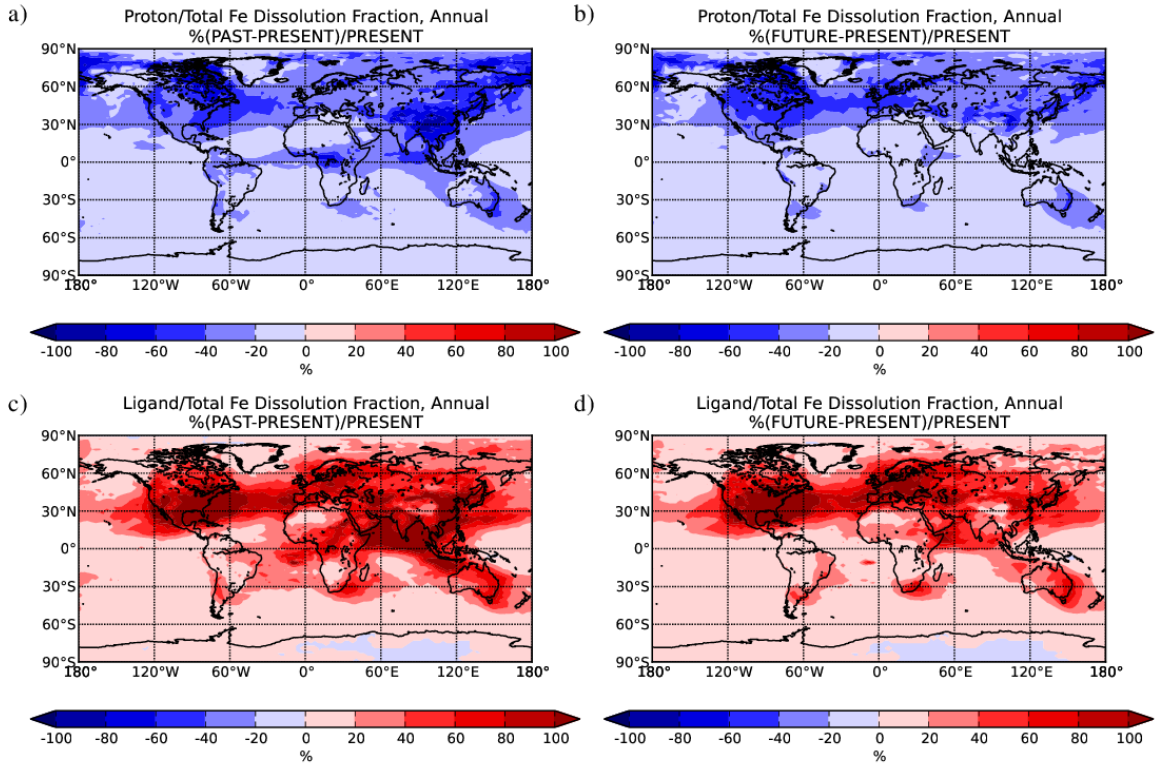 a)
Proton/Total Fe Dissolution Fraction, Annual
%(PAST-PRESENT)/PRESENT
90°N
60°N
30°N
0°
30°S
60°S
90°S
180° 120°W 60°W 0° 60°E 120°E 180°
-100 -80 -60 -40 -20 0 20 40 60 80 100
%
b)
Proton/Total Fe Dissolution Fraction, Annual
%(FUTURE-PRESENT)/PRESENT
90°N
60°N
30°N
0°
30°S
60°S
90°S
180° 120°W 60°W 0° 60°E 120°E 180°
-100 -80 -60 -40 -20 0 20 40 60 80 100
%
c)
Ligand/Total Fe Dissolution Fraction, Annual
%(PAST-PRESENT)/PRESENT
90°N
60°N
30°N
0°
30°S
60°S
90°S
180° 120°W 60°W 0° 60°E 120°E 180°
-100 -80 -60 -40 -20 0 20 40 60 80 100
%
d)
Ligand/Total Fe Dissolution Fraction, Annual
%(FUTURE-PRESENT)/PRESENT
90°N
60°N
30°N
0°
30°S
60°S
90°S
180° 120°W 60°W 0° 60°E 120°E 180°
-100 -80 -60 -40 -20 0 20 40 60 80 100
%